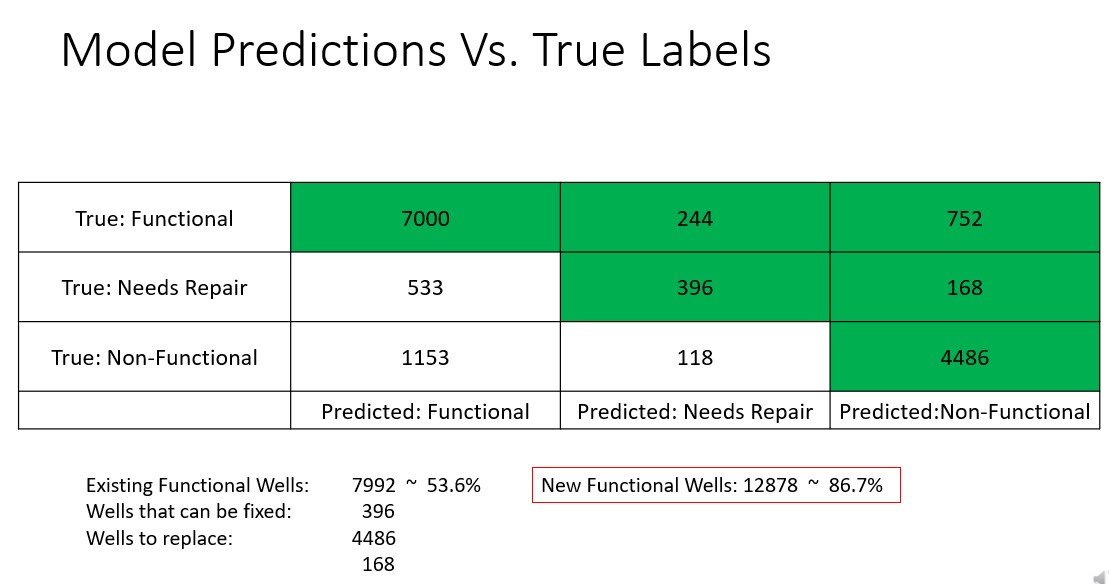 Model Predictions Vs. True Labels
True: Functional 7000 244 752
True: Needs Repair 533 396 168
True: Non-Functional 1153 118 4486
Predicted: Functional Predicted: Needs Repair Predicted:Non-Functional
Existing Functional Wells: 7992 ~ 53.6% New Functional Wells: 12878 ~ 86.7%
Wells that can be fixed: 396
Wells to replace: 4486
168